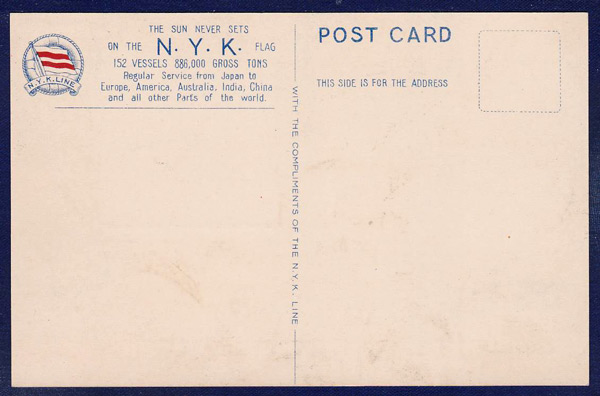 THE SUN NEVER SETS
ON THE N. Y. K. FLAG
152 VESSELS 886,000 GROSS TONS
Regular Service from Japan to
Europe, America, Australia, India, China
and all other Parts of the world.
N.Y.K. LINE
WITH THE COMPLIMENTS OF THE N.Y.K. LINE
POST CARD
THIS SIDE IS FOR THE ADDRESS